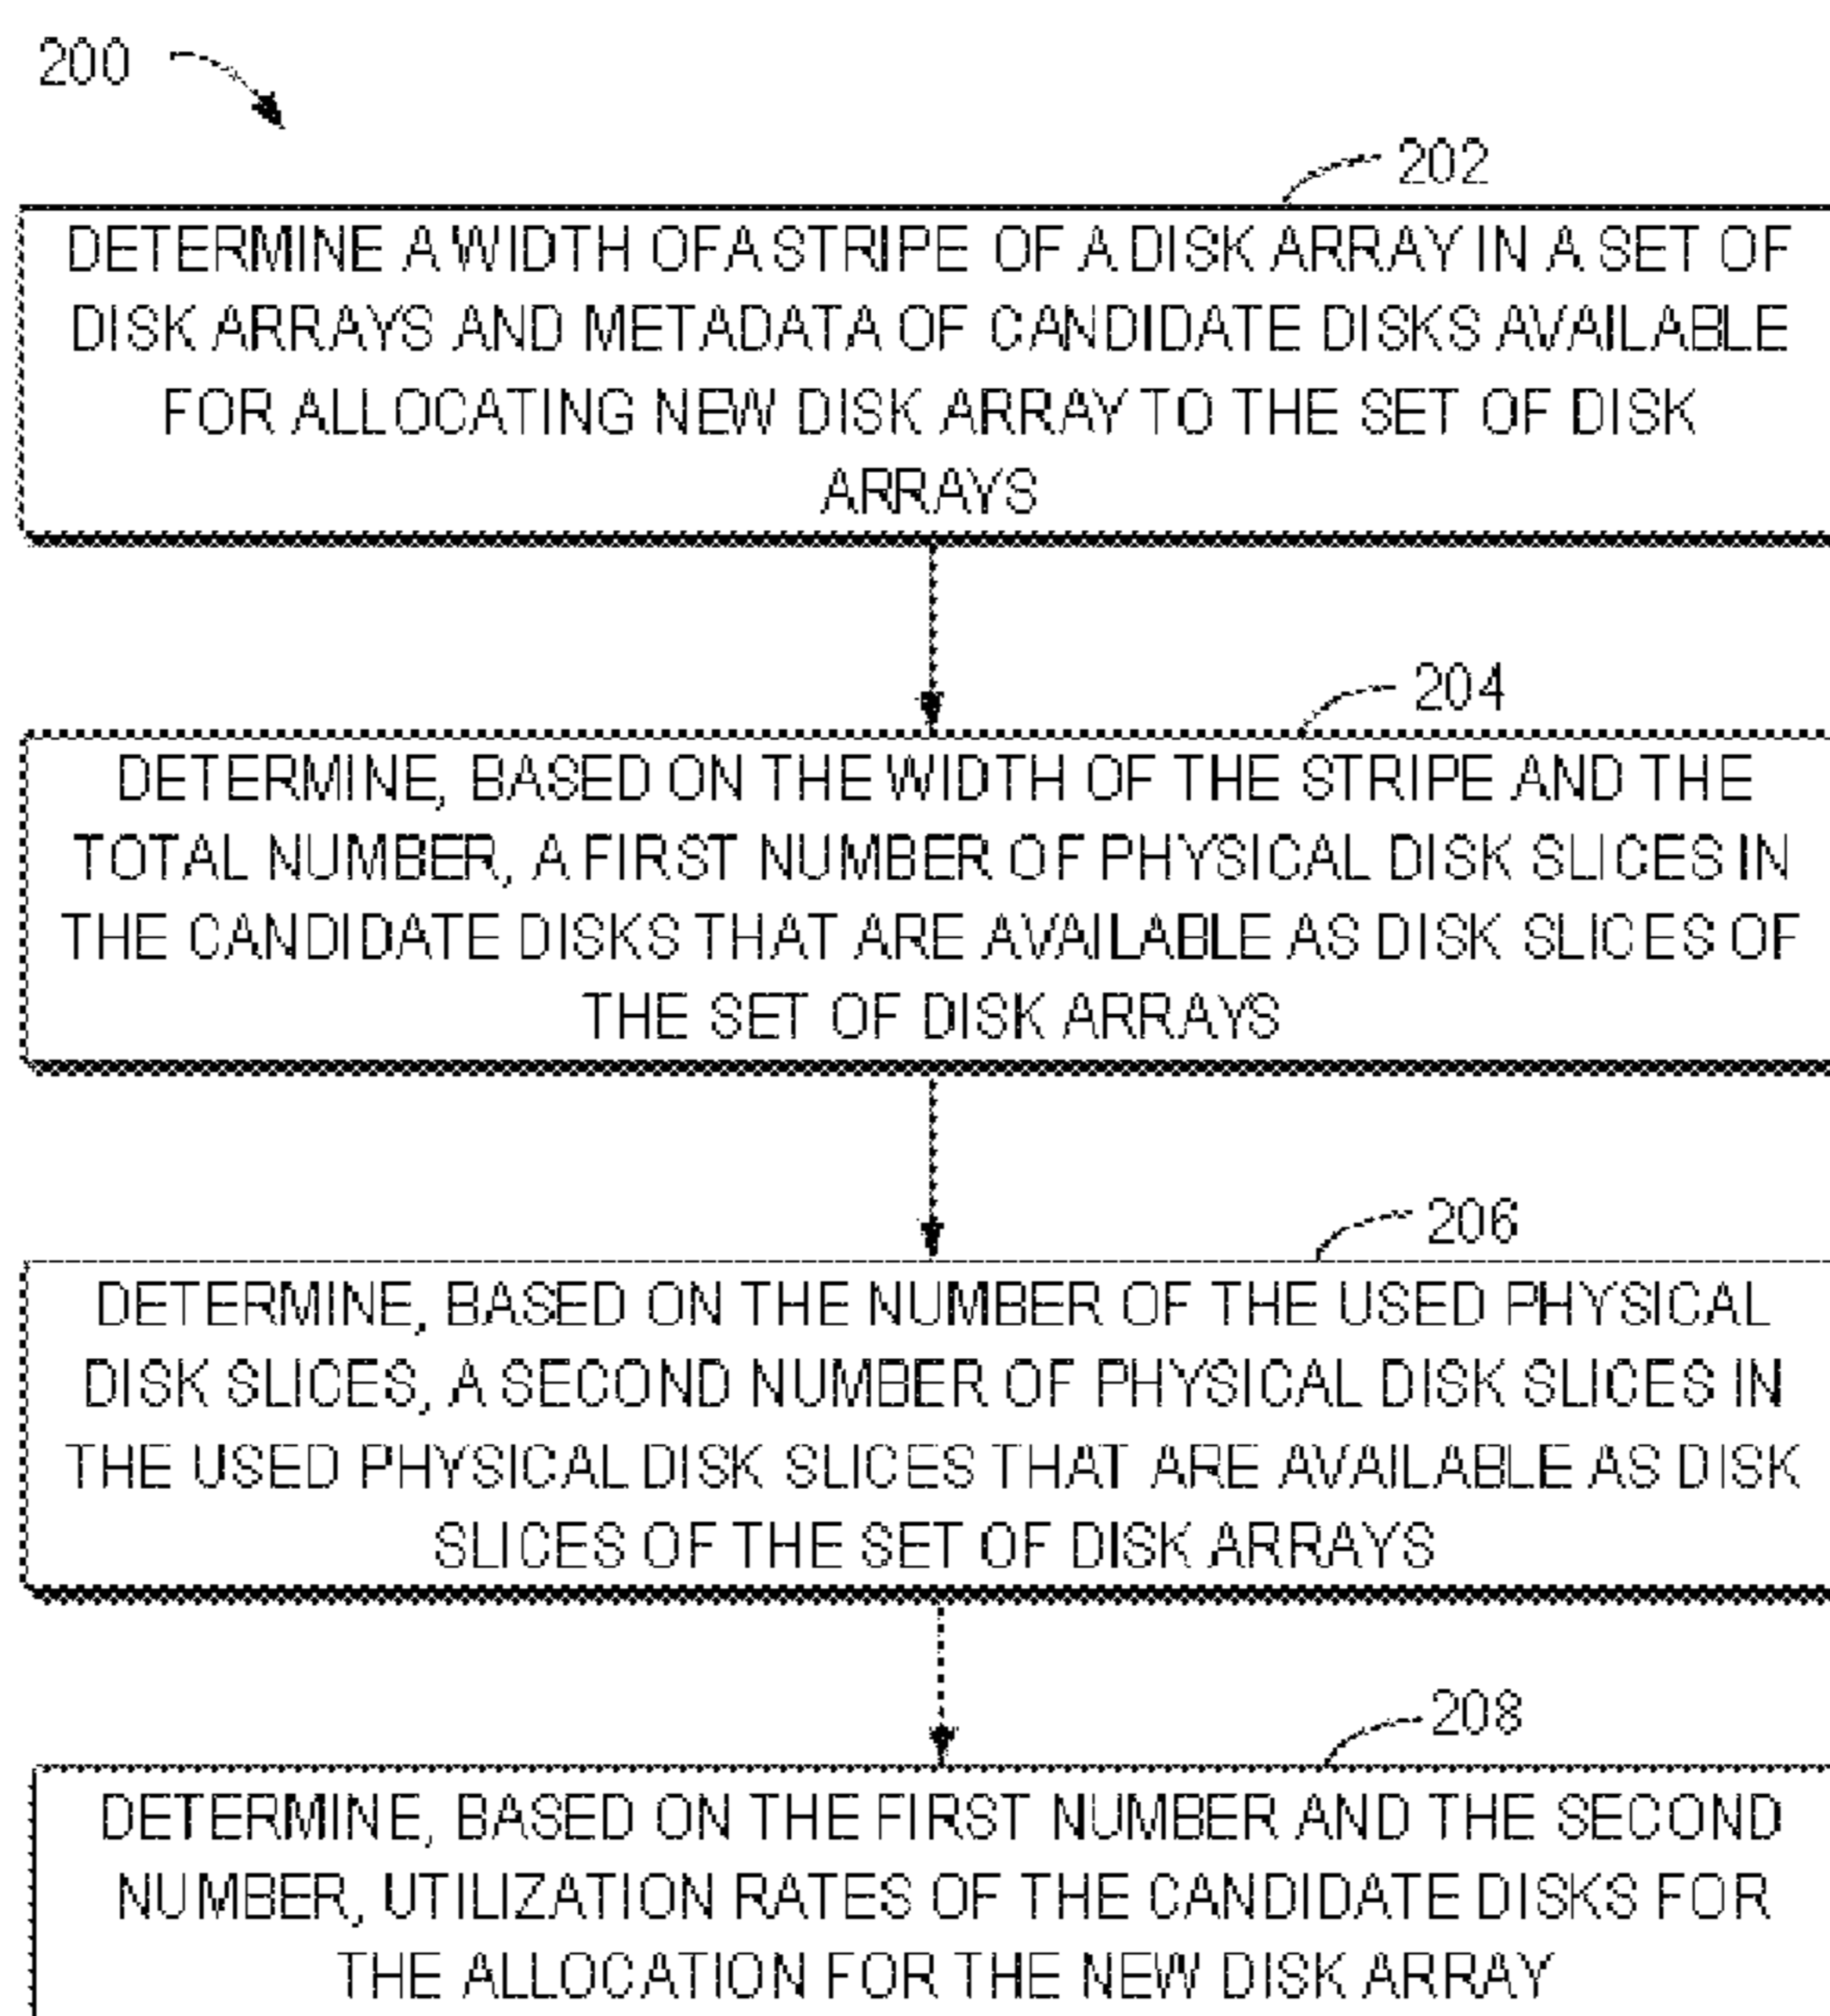 200
202
DETERMINE A WIDTH OF A STRIPE OF A DISK ARRAY IN A SET OF
DISK ARRAYS AND METADATA OF CANDIDATE DISKS AVAILABLE
FOR ALLOCATING NEW DISK ARRAY TO THE SET OF DISK
ARRAYS
204
DETERMINE, BASED ON THE WIDTH OF THE STRIPE AND THE
TOTAL NUMBER, A FIRST NUMBER OF PHYSICAL DISK SLICES IN
THE CANDIDATE DISKS THAT ARE AVAILABLE AS DISK SLICES OF
THE SET OF DISK ARRAYS
206
DETERMINE, BASED ON THE NUMBER OF THE USED PHYSICAL
DISK SLICES, A SECOND NUMBER OF PHYSICAL DISK SLICES IN
THE USED PHYSICAL DISK SLICES THAT ARE AVAILABLE AS DISK
SLICES OF THE SET OF DISK ARRAYS
208
DETERMINE, BASED ON THE FIRST NUMBER AND THE SECOND
NUMBER, UTILIZATION RATES OF THE CANDIDATE DISKS FOR
THE ALLOCATION FOR THE NEW DISK ARRAY